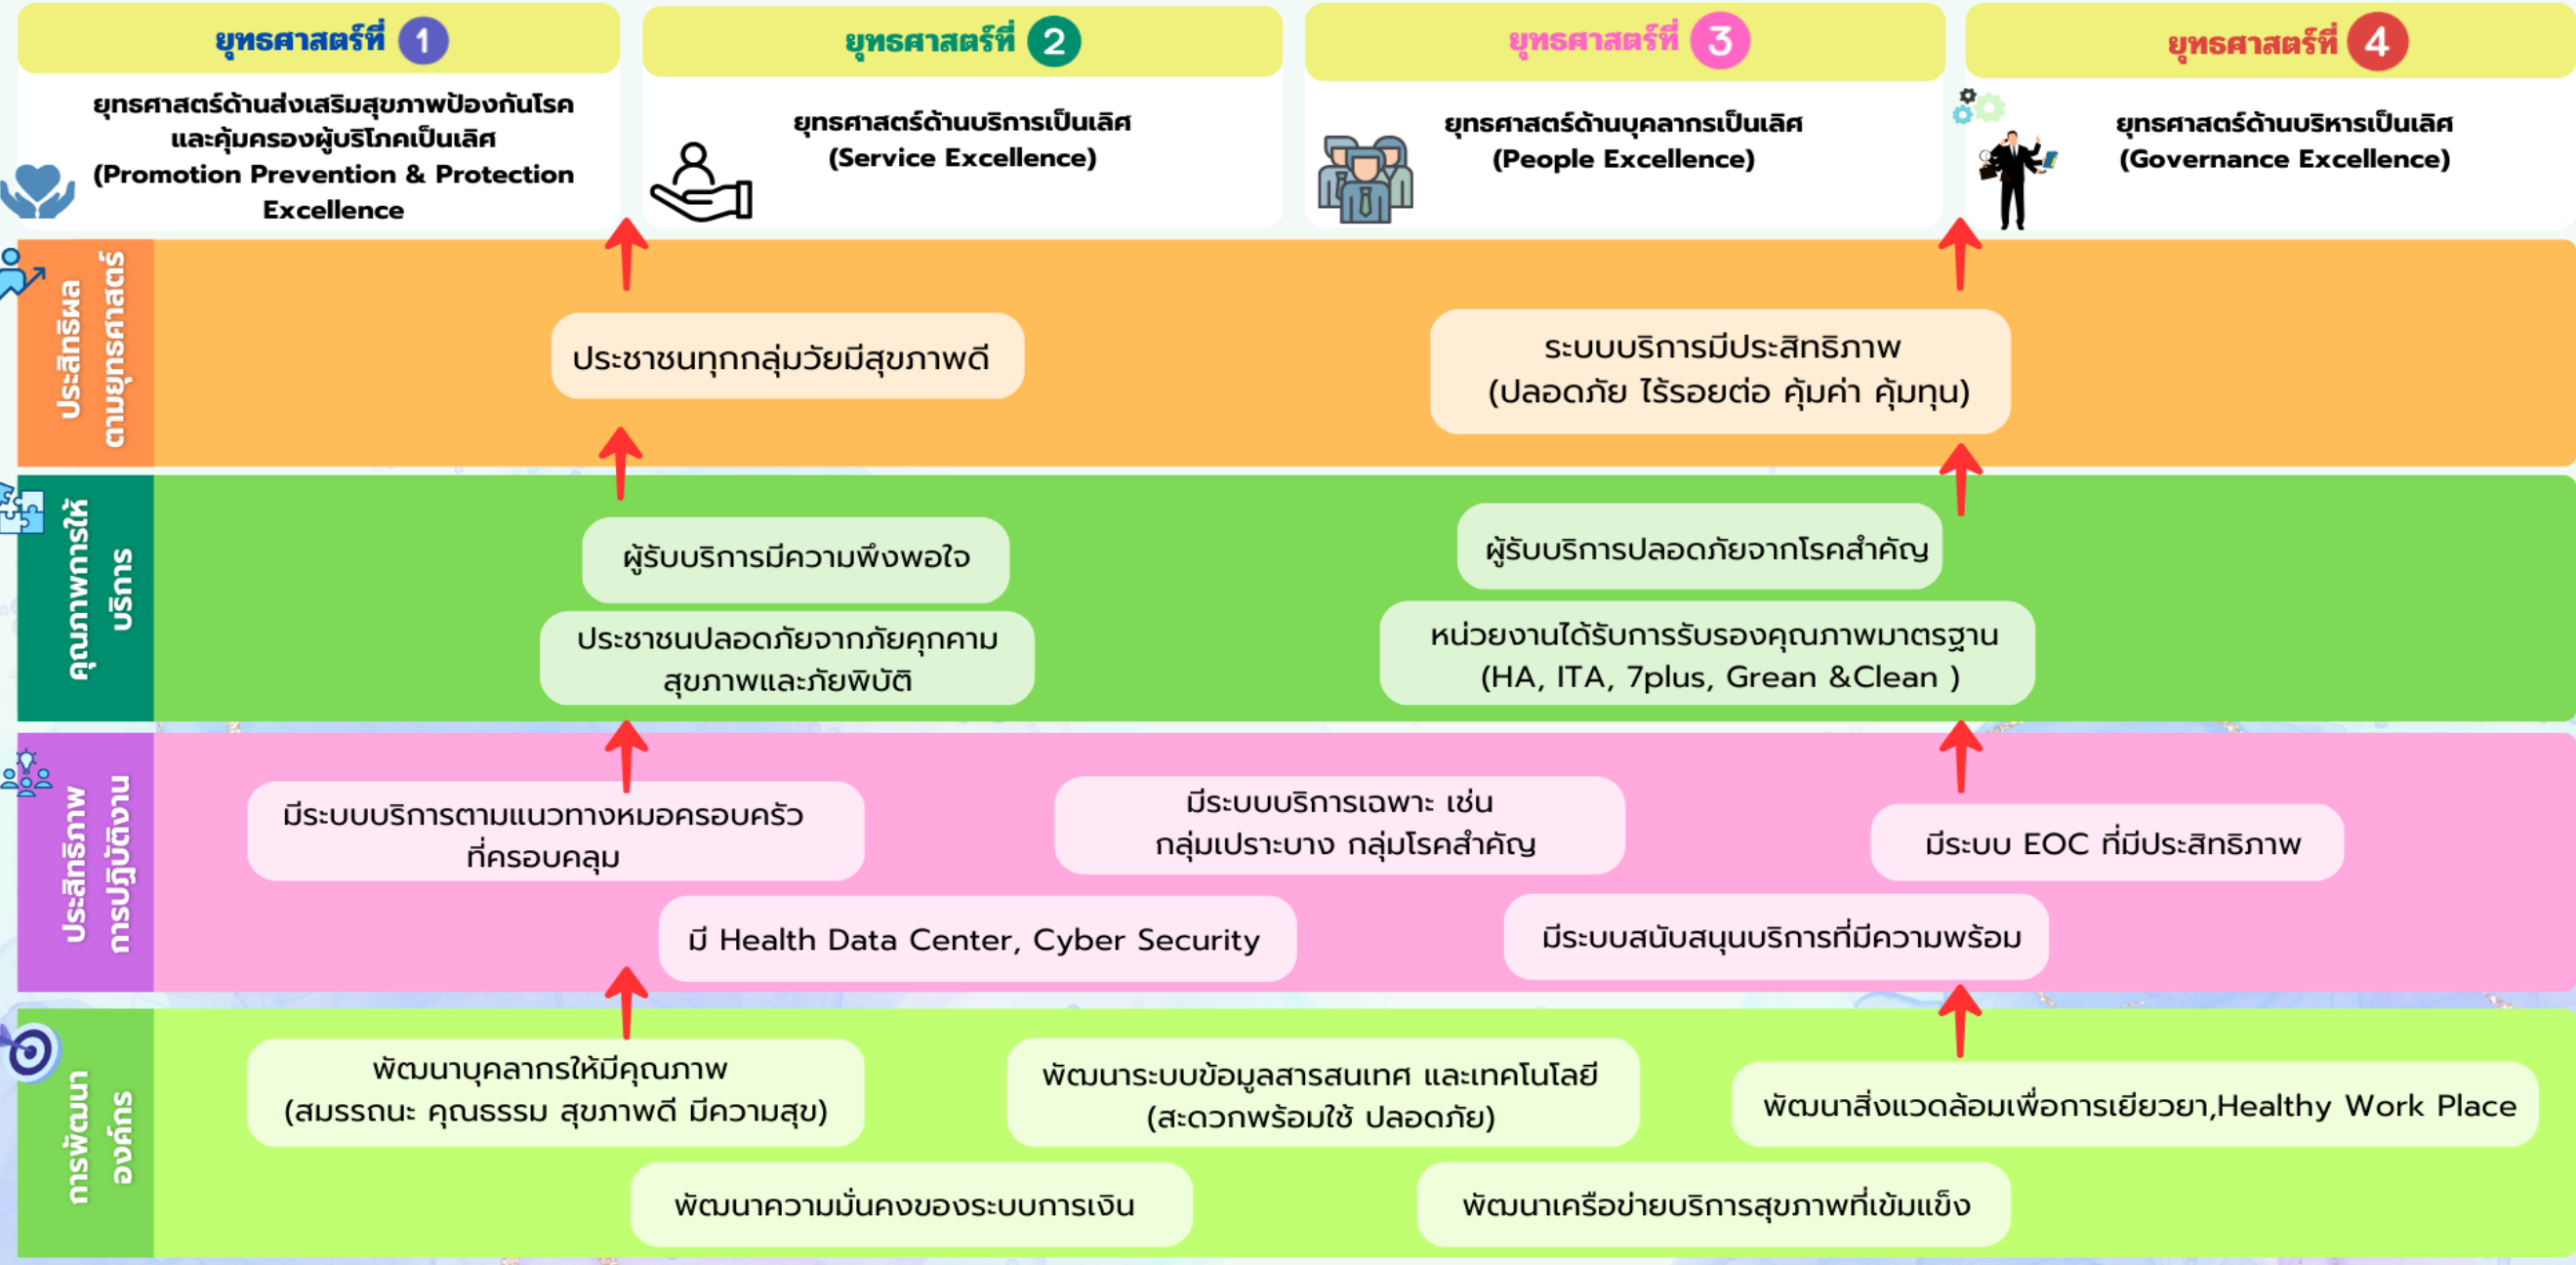 ยุทธศาสตร์ที่ 1
ยุทธศาสตร์ด้านส่งเสริมสุขภาพป้องกันโรค
และคุ้มครองผู้บริโภคเป็นเลิศ
(Promotion Prevention & Protection
Excellence
ยุทธศาสตร์ที่ 2
ยุทธศาสตร์ด้านบริการเป็นเลิศ
(Service Excellence)
ยุทธศาสตร์ที่ 3
ยุทธศาสตร์ด้านบุคลากรเป็นเลิศ
(People Excellence)
ยุทธศาสตร์ที่ 4
ยุทธศาสตร์ด้านบริหารเป็นเลิศ
(Governance Excellence)
ประสิทธิผล
ตามยุทธศาสตร์
ประชาชนทุกกลุ่มวัยมีสุขภาพดี
ระบบบริการมีประสิทธิภาพ
(ปลอดภัย ไร้รอยต่อ คุ้มค่า คุ้มทุน)
คุณภาพการให้
บริการ
ผู้รับบริการมีความพึงพอใจ
ผู้รับบริการปลอดภัยจากโรคสำคัญ
ประชาชนปลอดภัยจากภัยคุกคาม
สุขภาพและภัยพิบัติ
หน่วยงานได้รับการรับรองคุณภาพมาตรฐาน
(HA, ITA, 7plus, Grean &Clean )
ประสิทธิภาพ
การปฏิบัติงาน
มีระบบบริการตามแนวทางหมอครอบครัว
ที่ครอบคลุม
มีระบบบริการเฉพาะ เช่น
กลุ่มเปราะบาง กลุ่มโรคสำคัญ
มีระบบ EOC ที่มีประสิทธิภาพ
มี Health Data Center, Cyber Security
มีระบบสนับสนุนบริการที่มีความพร้อม
การพัฒนา
องค์กร
พัฒนาบุคลากรให้มีคุณภาพ
(สมรรถนะ คุณธรรม สุขภาพดี มีความสุข)
พัฒนาระบบข้อมูลสารสนเทศ และเทคโนโลยี
(สะดวกพร้อมใช้ ปลอดภัย)
พัฒนาสิ่งแวดล้อมเพื่อการเยียวยา,Healthy Work Place
พัฒนาความมั่นคงของระบบการเงิน
พัฒนาเครือข่ายบริการสุขภาพที่เข้มแข็ง